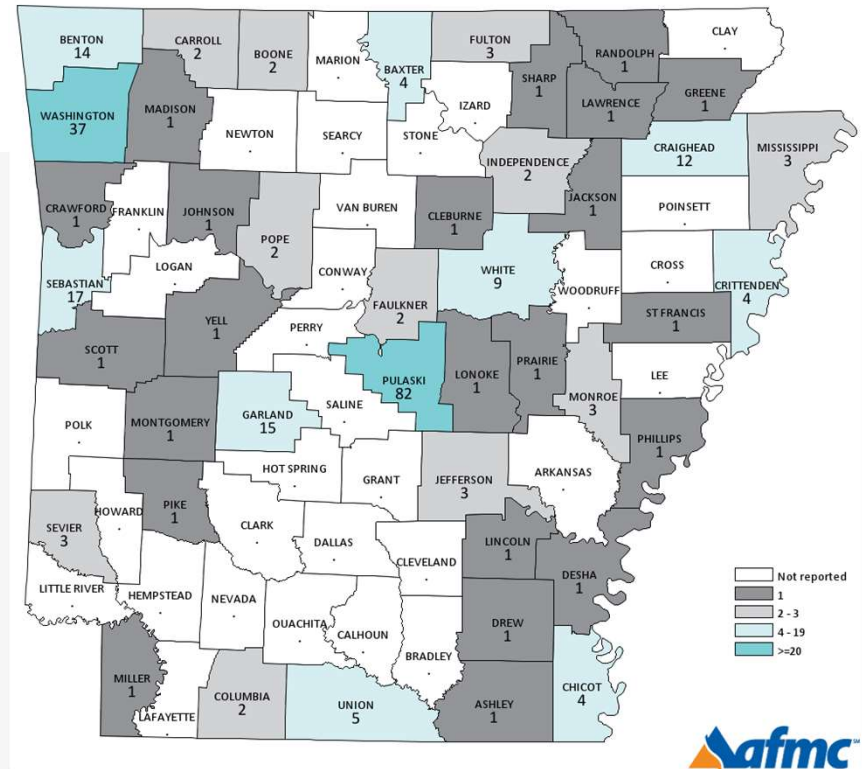 BENTON
14
CARROLL
2
BOONE
2
MARION
BAXTER
4
FULTON
3
SHARP
1
RANDOLPH
1
CLAY
WASHINGTON
37
MADISON
1
NEWTON
SEARCY
STONE
IZARD
LAWRENCE
1
GREENE
1
INDEPENDENCE
2
CRAIGHEAD
12
MISSISSIPPI
3
CRAWFORD
1
FRANKLIN
JOHNSON
1
POPE
2
VAN BUREN
CLEBURNE
1
JACKSON
1
POINSETT
SEBASTIAN
17
LOGAN
CONWAY
FAULKNER
2
WHITE
9
WOODRUFF
CROSS
CRITTENDEN
4
SCOTT
1
YELL
1
PERRY
PULASKI
82
LONOKE
1
PRAIRIE
1
ST FRANCIS
1
LEE
POLK
MONTGOMERY
1
GARLAND
15
SALINE
MONROE
3
PHILLIPS
1
HOT SPRING
GRANT
JEFFERSON
3
ARKANSAS
SEVIER
3
HOWARD
PIKE
1
CLARK
DALLAS
CLEVELAND
LINCOLN
1
DESHA
1
LITTLE RIVER
HEMPSTEAD
NEVADA
OUACHITA
CALHOUN
BRADLEY
DREW
1
MILLER
1
LAFAYETTE
COLUMBIA
2
UNION
5
ASHLEY
1
CHICOT
4
Not reported
1
2 - 3
4 - 19
>=20
afmc